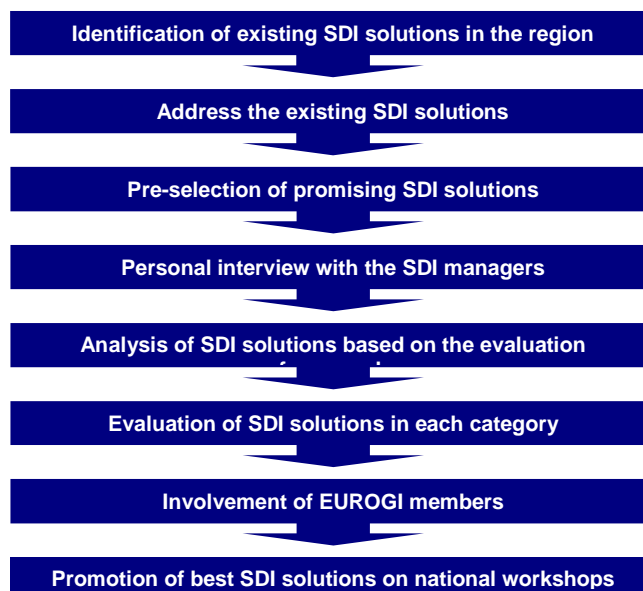 Identification of existing SDI solutions in the region
Address the existing SDI solutions
Pre-selection of promising SDI solutions
Personal interview with the SDI managers
Analysis of SDI solutions based on the evaluation
Evaluation of SDI solutions in each category
Involvement of EUROGI members
Promotion of best SDI solutions on national workshops